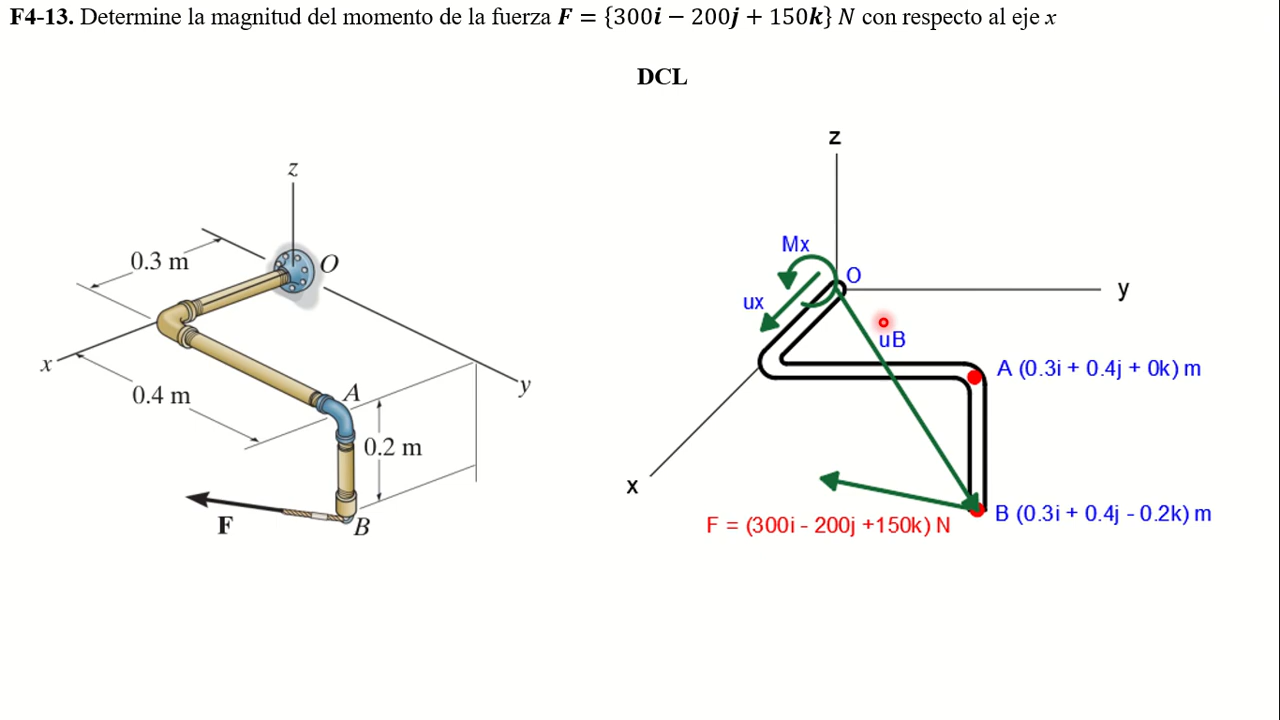 F4-13. Determine la magnitud del momento de la fuerza F = {300i − 200j + 150k} N con respecto al eje x
DCL
z
0.3 m
O
x
0.4 m
A
y
0.2 m
F
B
z
Mx
O
ux
y
uB
A (0.3i + 0.4j + 0k) m
x
F = (300i - 200j +150k) N
B (0.3i + 0.4j - 0.2k) m